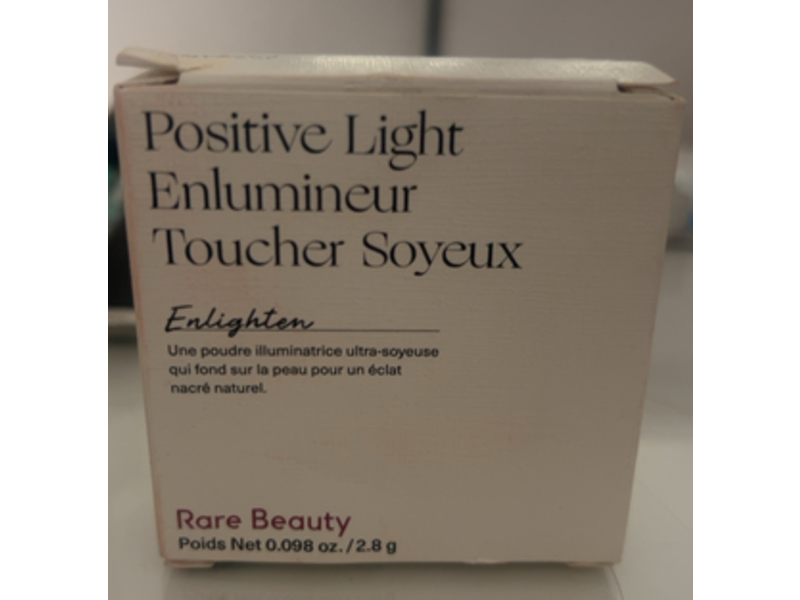 Positive Light
Enlumineur
Toucher Soyeux
Enlighten
Une poudre illuminatrice ultra-soyeuse
qui fond sur la peau pour un éclat
nacré naturel.
Rare Beauty
Poids Net 0.098 oz. / 2.8 g